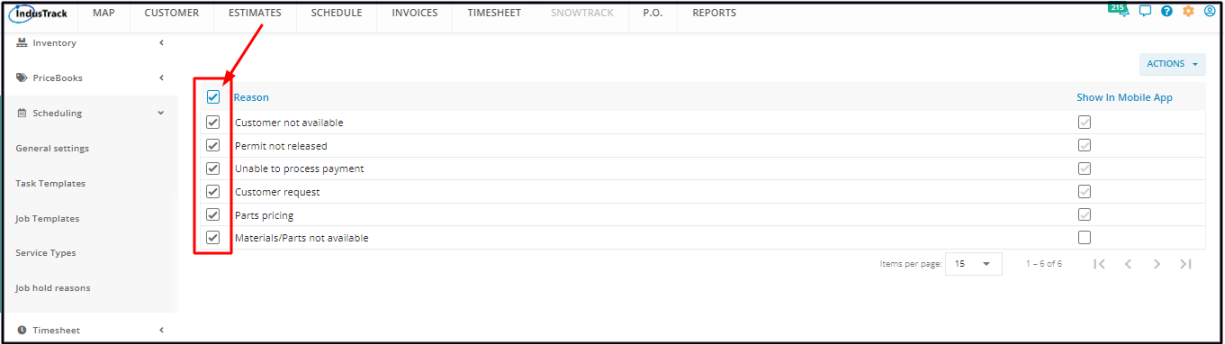 IndusTrack MAP CUSTOMER ESTIMATES SCHEDULE INVOICES TIMESHEET SNOWTRACK P.O. REPORTS 215
Inventory
PriceBooks
Scheduling
General settings
Task Templates
Job Templates
Service Types
Job hold reasons
Timesheet
ACTIONS
Reason Show In Mobile App
Customer not available
Permit not released
Unable to process payment
Customer request
Parts pricing
Materials/Parts not available
Items per page: 15 1 – 6 of 6